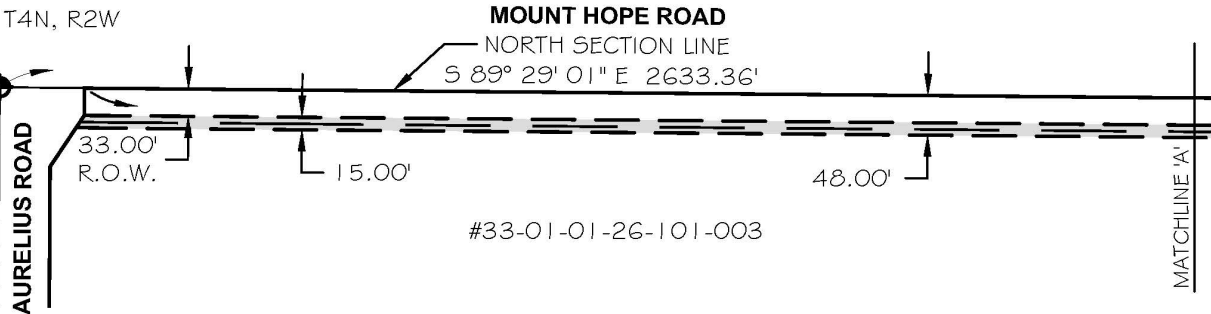 T4N, R2W
MOUNT HOPE ROAD
NORTH SECTION LINE
S 89° 29' 01" E 2633.36'
33.00'
R.O.W.
15.00'
48.00'
#33-01-01-26-101-003
AURELIUS ROAD
MATCHLINE 'A'